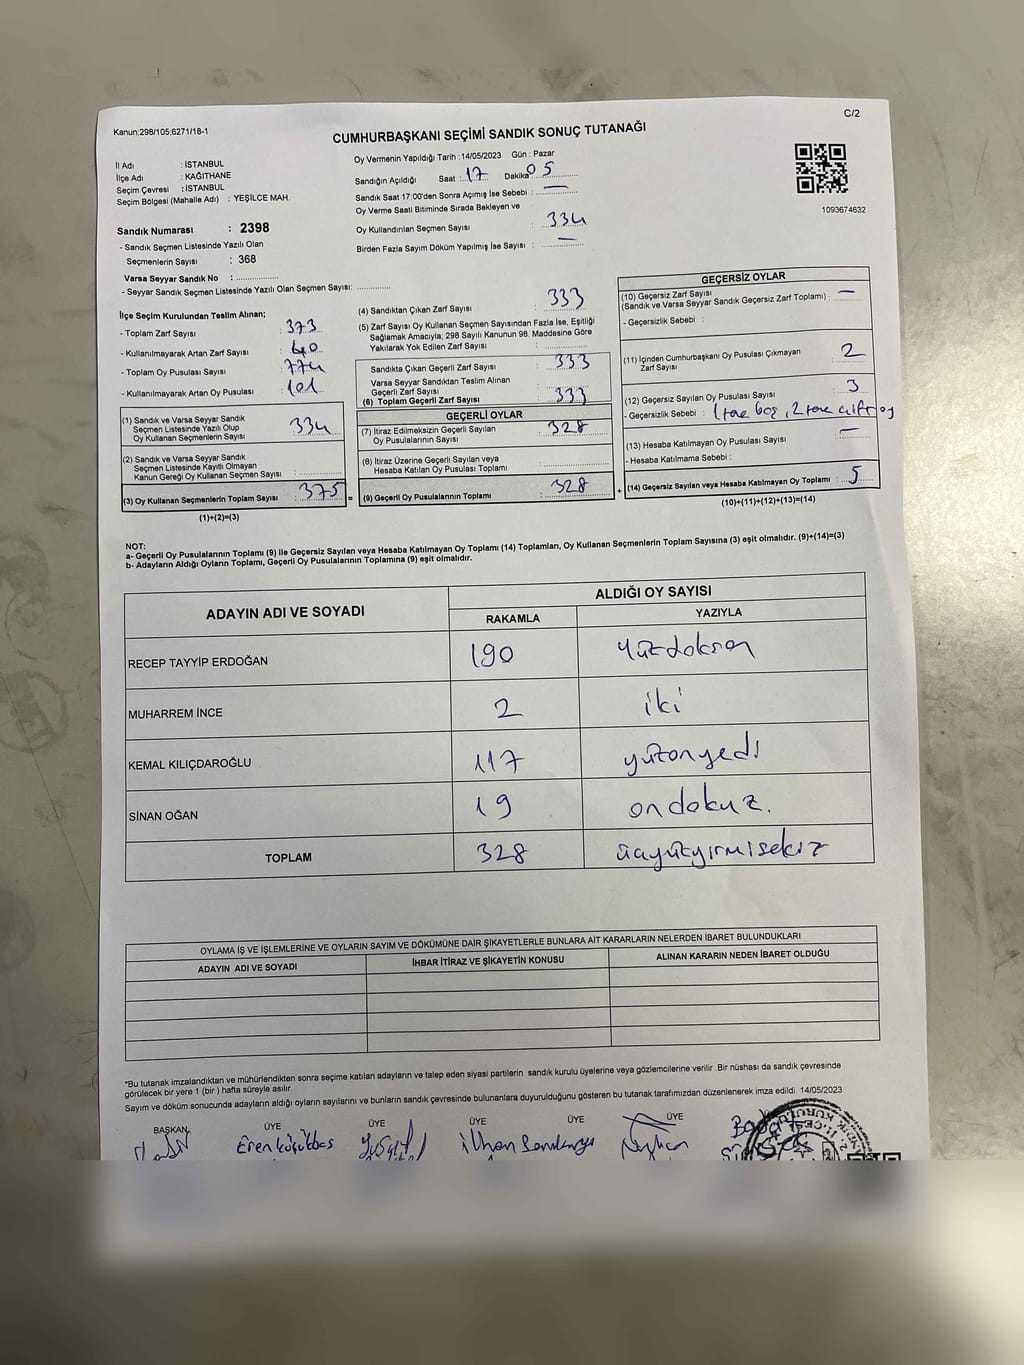 Kanun;298/105;6271/18-1
C/2
CUMHURBAŞKANI SEÇİMİ SANDIK SONUÇ TUTANAĞI
İl Adı : İSTANBUL
İlçe Adı : KAĞITHANE
Seçim Çevresi : İSTANBUL
Seçim Bölgesi (Mahalle Adı) : YEŞİLCE MAH.
Sandık Numarası : 2398
- Sandık Seçmen Listesinde Yazılı Olan
Seçmenlerin Sayısı : 368
Varsa Seyyar Sandık No :
- Seyyar Sandık Seçmen Listesinde Yazılı Olan Seçmen Sayısı:
Oy Vermenin Yapıldığı Tarih :14/05/2023 Gün : Pazar
Sandığın Açıldığı Saat : 17 Dakika 05
Sandık Saat 17:00'den Sonra Açımış İse Sebebi : —
Oy Verme Saati Bitiminde Sırada Bekleyen ve
Oy Kullandırılan Seçmen Sayısı : 334
Birden Fazla Sayım Döküm Yapılmış İse Sayısı : —
1093674632
İlçe Seçim Kurulundan Teslim Alınan;
- Toplam Zarf Sayısı : 373
- Kullanılmayarak Artan Zarf Sayısı : 40
- Toplam Oy Pusulası Sayısı : 774
- Kullanılmayarak Artan Oy Pusulası : 101
(1) Sandık ve Varsa Seyyar Sandık
Seçmen Listesinde Yazılı Olup
Oy Kullanan Seçmenlerin Sayısı : 334
(2) Sandık ve Varsa Seyyar Sandık
Seçmen Listesinde Kayıtlı Olmayan
Kanun Gereği Oy Kullanan Seçmen Sayısı :
(3) Oy Kullanan Seçmenlerin Toplam Sayısı : 375 =
(1)+(2)=(3)
(4) Sandıktan Çıkan Zarf Sayısı : 333
(5) Zarf Sayısı Oy Kullanan Seçmen Sayısından Fazla İse, Eşitliği
Sağlamak Amacıyla; 298 Sayılı Kanunun 98. Maddesine Göre
Yakılarak Yok Edilen Zarf Sayısı :
Sandıkta Çıkan Geçerli Zarf Sayısı : 333
Varsa Seyyar Sandıktan Teslim Alınan
Geçerli Zarf Sayısı :
(6) Toplam Geçerli Zarf Sayısı : 333
GEÇERLİ OYLAR
(7) İtiraz Edilmeksizin Geçerli Sayılan
Oy Pusulalarının Sayısı : 328
(8) İtiraz Üzerine Geçerli Sayılan veya
Hesaba Katılan Oy Pusulası Toplamı :
(9) Geçerli Oy Pusulalarının Toplamı : 328 +
GEÇERSİZ OYLAR
(10) Geçersiz Zarf Sayısı
(Sandık ve Varsa Seyyar Sandık Geçersiz Zarf Toplamı) : —
- Geçersizlik Sebebi :
(11) İçinden Cumhurbaşkanı Oy Pusulası Çıkmayan
Zarf Sayısı : 2
(12) Geçersiz Sayılan Oy Pusulası Sayısı : 3
- Geçersizlik Sebebi : 1 tane boş, 2 tane çift oy
(13) Hesaba Katılmayan Oy Pusulası Sayısı : —
- Hesaba Katılmama Sebebi :
(14) Geçersiz Sayılan veya Hesaba Katılmayan Oy Toplamı : 5
(10)+(11)+(12)+(13)=(14)
NOT:
a- Geçerli Oy Pusulalarının Toplamı (9) ile Geçersiz Sayılan veya Hesaba Katılmayan Oy Toplamı (14) Toplamları, Oy Kullanan Seçmenlerin Toplam Sayısına (3) eşit olmalıdır. (9)+(14)=(3)
b- Adayların Aldığı Oyların Toplamı, Geçerli Oy Pusulalarının Toplamına (9) eşit olmalıdır.
ADAYIN ADI VE SOYADI
ALDIĞI OY SAYISI
RAKAMLA YAZIYLA
RECEP TAYYİP ERDOĞAN 190 Yüzdoksan
MUHARREM İNCE 2 iki
KEMAL KILIÇDAROĞLU 117 yüzonyedi
SİNAN OĞAN 19 ondokuz.
TOPLAM 328 üçyüzyirmisekiz
OYLAMA İŞ VE İŞLEMLERİNE VE OYLARIN SAYIM VE DÖKÜMÜNE DAİR ŞİKAYETLERLE BUNLARA AİT KARARLARIN NELERDEN İBARET BULUNDUKLARI
ADAYIN ADI VE SOYADI İHBAR İTİRAZ VE ŞİKAYETİN KONUSU ALINAN KARARIN NEDEN İBARET OLDUĞU
*Bu tutanak imzalandıktan ve mühürlendikten sonra seçime katılan adayların ve talep eden siyasi partilerin sandık kurulu üyelerine veya gözlemcilerine verilir. Bir nüshası da sandık çevresinde
görülecek bir yere 1 (bir ) hafta süreyle asılır.
Sayım ve döküm sonucunda adayların aldığı oyların sayılarını ve bunların sandık çevresinde bulunanlara duyurulduğunu gösteren bu tutanak tarafımızdan düzenlenerek imza edildi. 14/05/2023
BAŞKAN ÜYE ÜYE ÜYE ÜYE
Eren küçükbaş